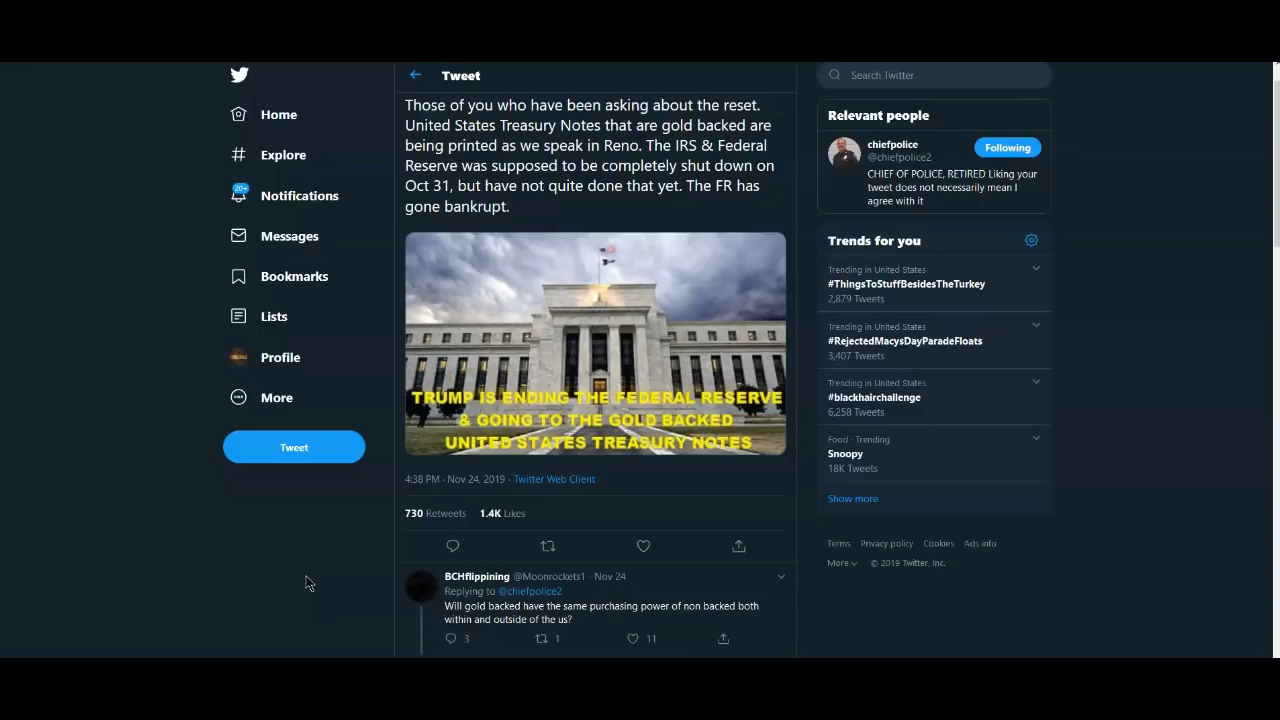 Tweet
Search Twitter
Home
Explore
20+
Notifications
Messages
Bookmarks
Lists
Profile
More
Tweet
Those of you who have been asking about the reset.
United States Treasury Notes that are gold backed are
being printed as we speak in Reno. The IRS & Federal
Reserve was supposed to be completely shut down on
Oct 31, but have not quite done that yet. The FR has
gone bankrupt.
TRUMP IS ENDING THE FEDERAL RESERVE
& GOING TO THE GOLD BACKED
UNITED STATES TREASURY NOTES
4:38 PM · Nov 24, 2019 · Twitter Web Client
730 Retweets 1.4K Likes
BCHflippining @Moonrockets1 · Nov 24
Replying to @chiefpolice2
Will gold backed have the same purchasing power of non backed both
within and outside of the us?
3 1 11
Relevant people
chiefpolice
@chiefpolice2
Following
CHIEF OF POLICE, RETIRED Liking your
tweet does not necessarily mean I
agree with it
Trends for you
Trending in United States
#ThingsToStuffBesidesTheTurkey
2,879 Tweets
Trending in United States
#RejectedMacysDayParadeFloats
3,407 Tweets
Trending in United States
#blackhairchallenge
6,258 Tweets
Food · Trending
Snoopy
18K Tweets
Show more
Terms Privacy policy Cookies Ads info
More © 2019 Twitter, Inc.